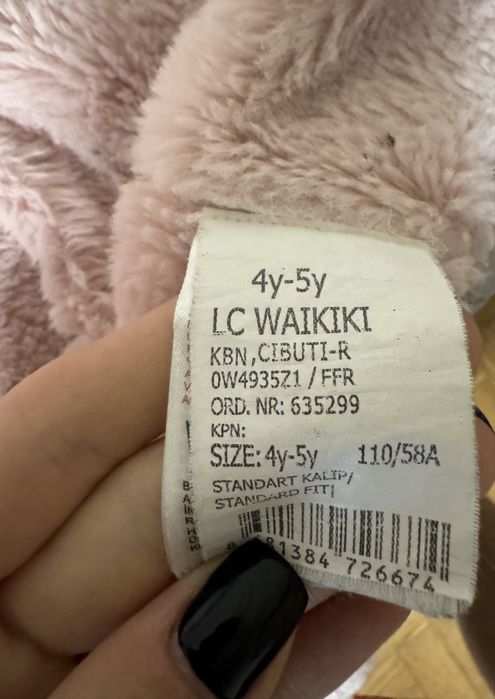 4y-5y
LC WAIKIKI
KBN,CIBUTI-R
0W4935Z1 / FFR
ORD. NR: 635299
KPN:
SIZE: 4y-5y 110/58A
STANDART KALIP/
STANDARD FIT
81384 726674